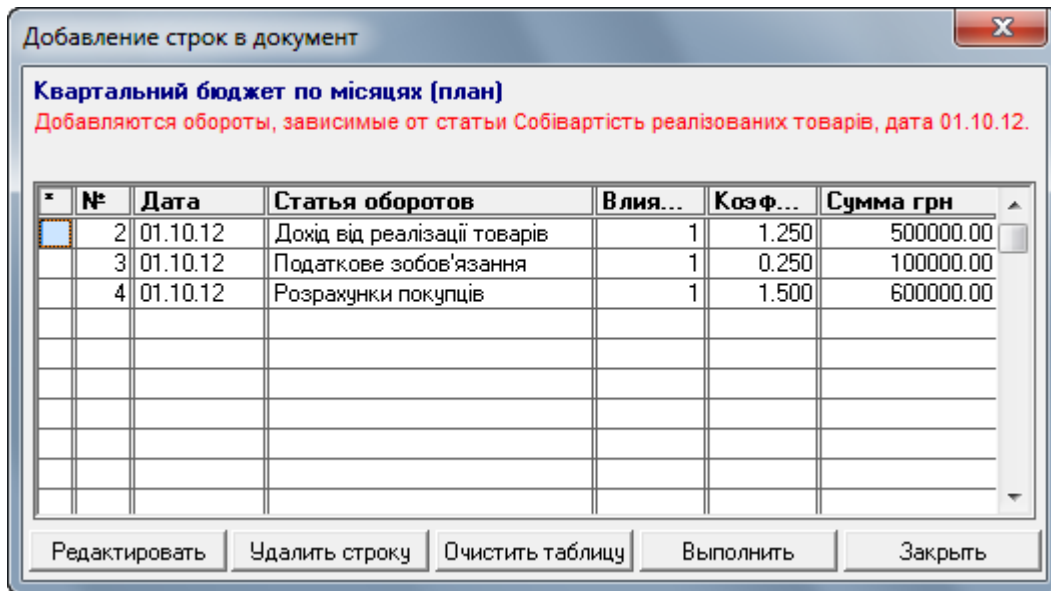 Добавление строк в документ
Квартальний бюджет по місяцях (план)
Добавляются обороты, зависимые от статьи Собівартість реалізованих товарів, дата 01.10.12.
* № Дата Статья оборотов Влия... Коэф... Сумма грн
2 01.10.12 Дохід від реалізації товарів 1 1.250 500000.00
3 01.10.12 Податкове зобов'язання 1 0.250 100000.00
4 01.10.12 Розрахунки покупців 1 1.500 600000.00
Редактировать Удалить строку Очистить таблицу Выполнить Закрыть